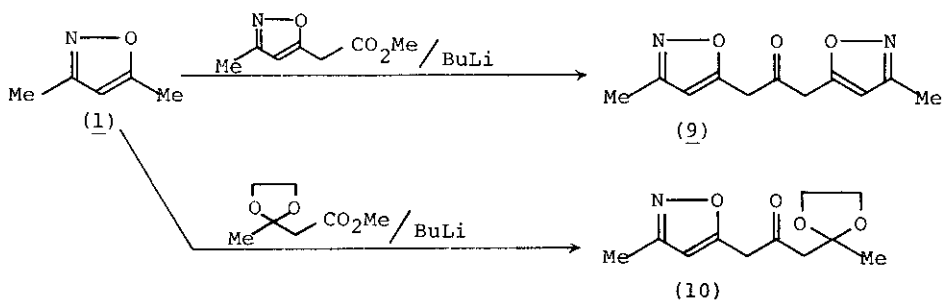 N O
Me
CO₂Me / BuLi
N O
Me Me
(1)
N O O O N
Me Me
(9)
O O
Me CO₂Me / BuLi
N O O O O
Me Me
(10)